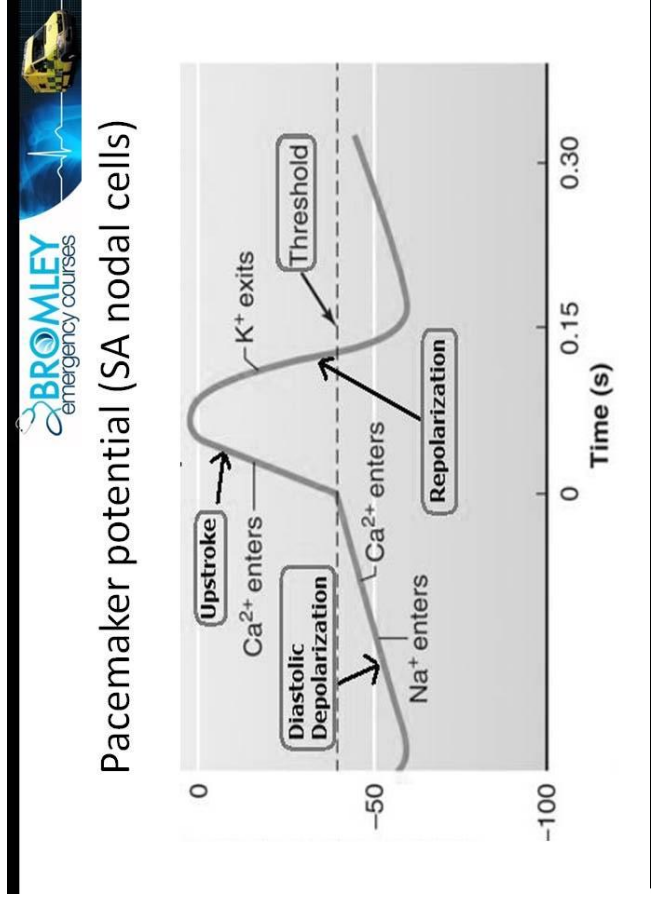 BROMLEY
emergency courses
Pacemaker potential (SA nodal cells)
0
−50
−100
Upstroke
Ca²⁺ enters
K⁺ exits
Threshold
Diastolic
Depolarization
Ca²⁺ enters
Na⁺ enters
Repolarization
0
0.15
0.30
Time (s)